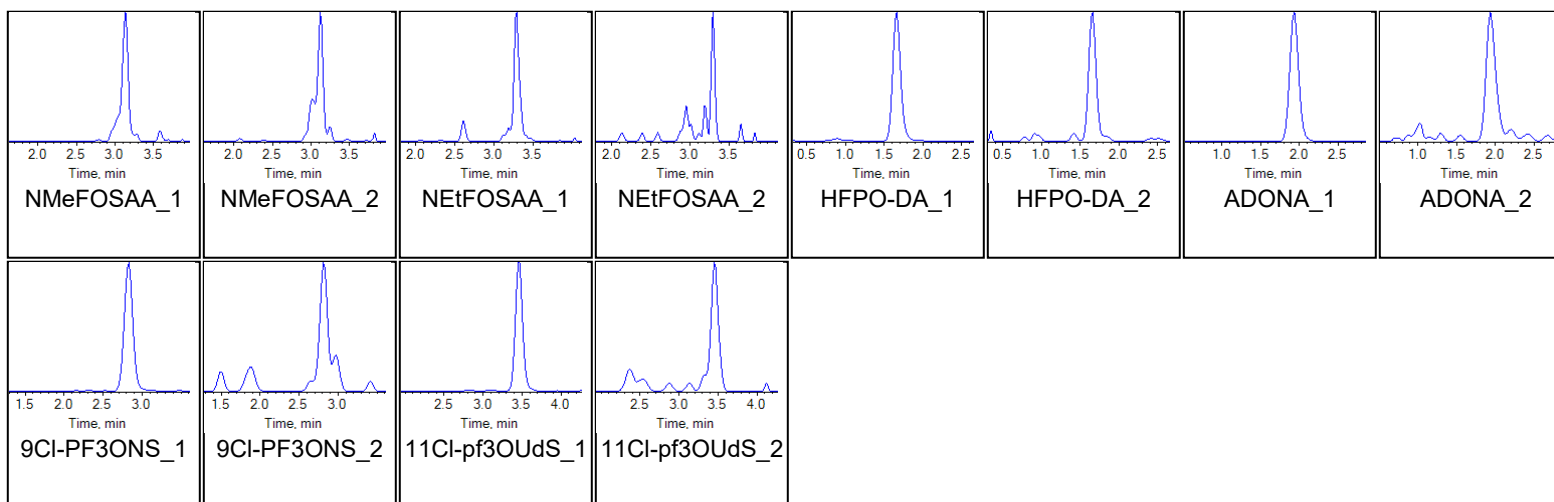 2.0 2.5 3.0 3.5 2.0 2.5 3.0 3.5 2.0 2.5 3.0 3.5 2.0 2.5 3.0 3.5 0.5 1.0 1.5 2.0 2.5 0.5 1.0 1.5 2.0 2.5 1.0 1.5 2.0 2.5 1.0 1.5 2.0 2.5
Time, min Time, min Time, min Time, min Time, min Time, min Time, min Time, min
NMeFOSAA_1 NMeFOSAA_2 NEtFOSAA_1 NEtFOSAA_2 HFPO-DA_1 HFPO-DA_2 ADONA_1 ADONA_2
1.5 2.0 2.5 3.0 1.5 2.0 2.5 3.0 2.5 3.0 3.5 4.0 2.5 3.0 3.5 4.0
Time, min Time, min Time, min Time, min
9Cl-PF3ONS_1 9Cl-PF3ONS_2 11Cl-pf3OUdS_1 11Cl-pf3OUdS_2